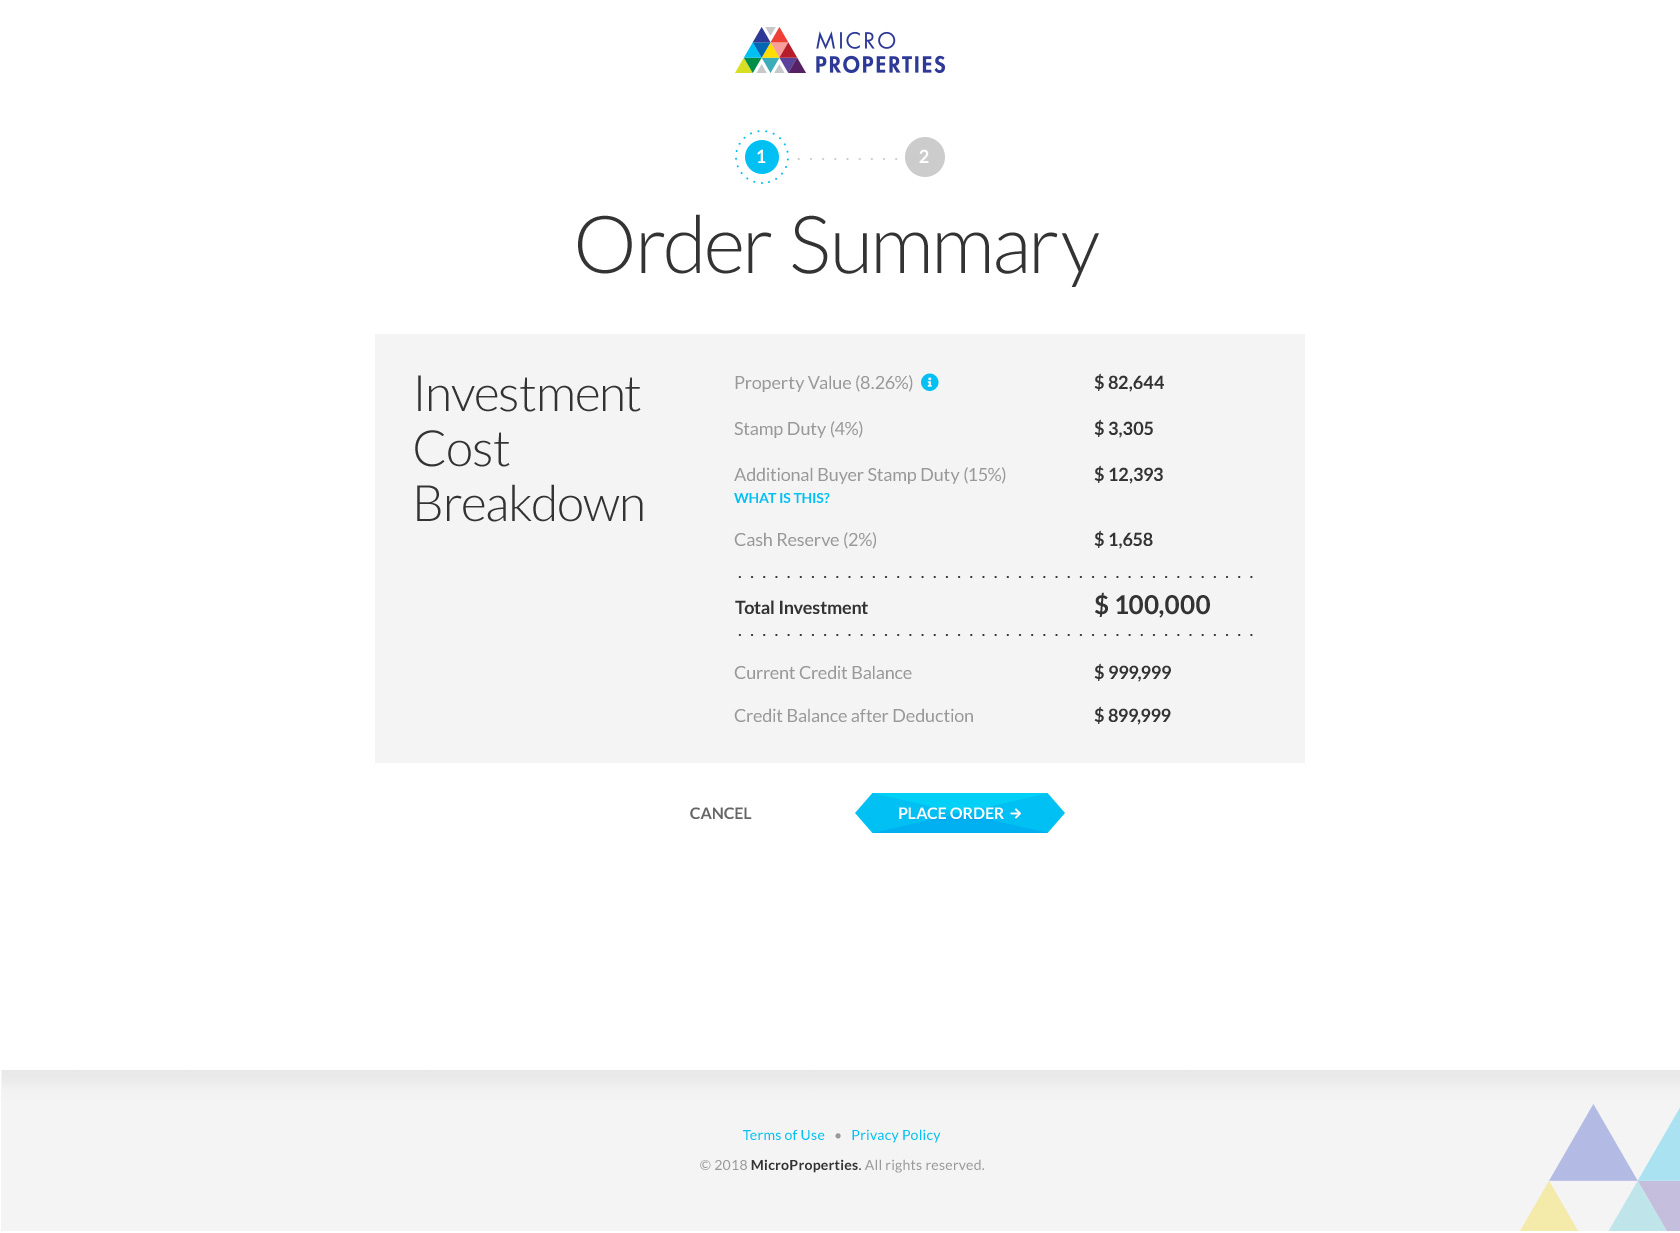 MICRO
PROPERTIES
1
2
Order Summary
Investment
Cost
Breakdown
Property Value (8.26%) $ 82,644
Stamp Duty (4%) $ 3,305
Additional Buyer Stamp Duty (15%) $ 12,393
WHAT IS THIS?
Cash Reserve (2%) $ 1,658
Total Investment $ 100,000
Current Credit Balance $ 999,999
Credit Balance after Deduction $ 899,999
CANCEL
PLACE ORDER →
Terms of Use • Privacy Policy
© 2018 MicroProperties. All rights reserved.